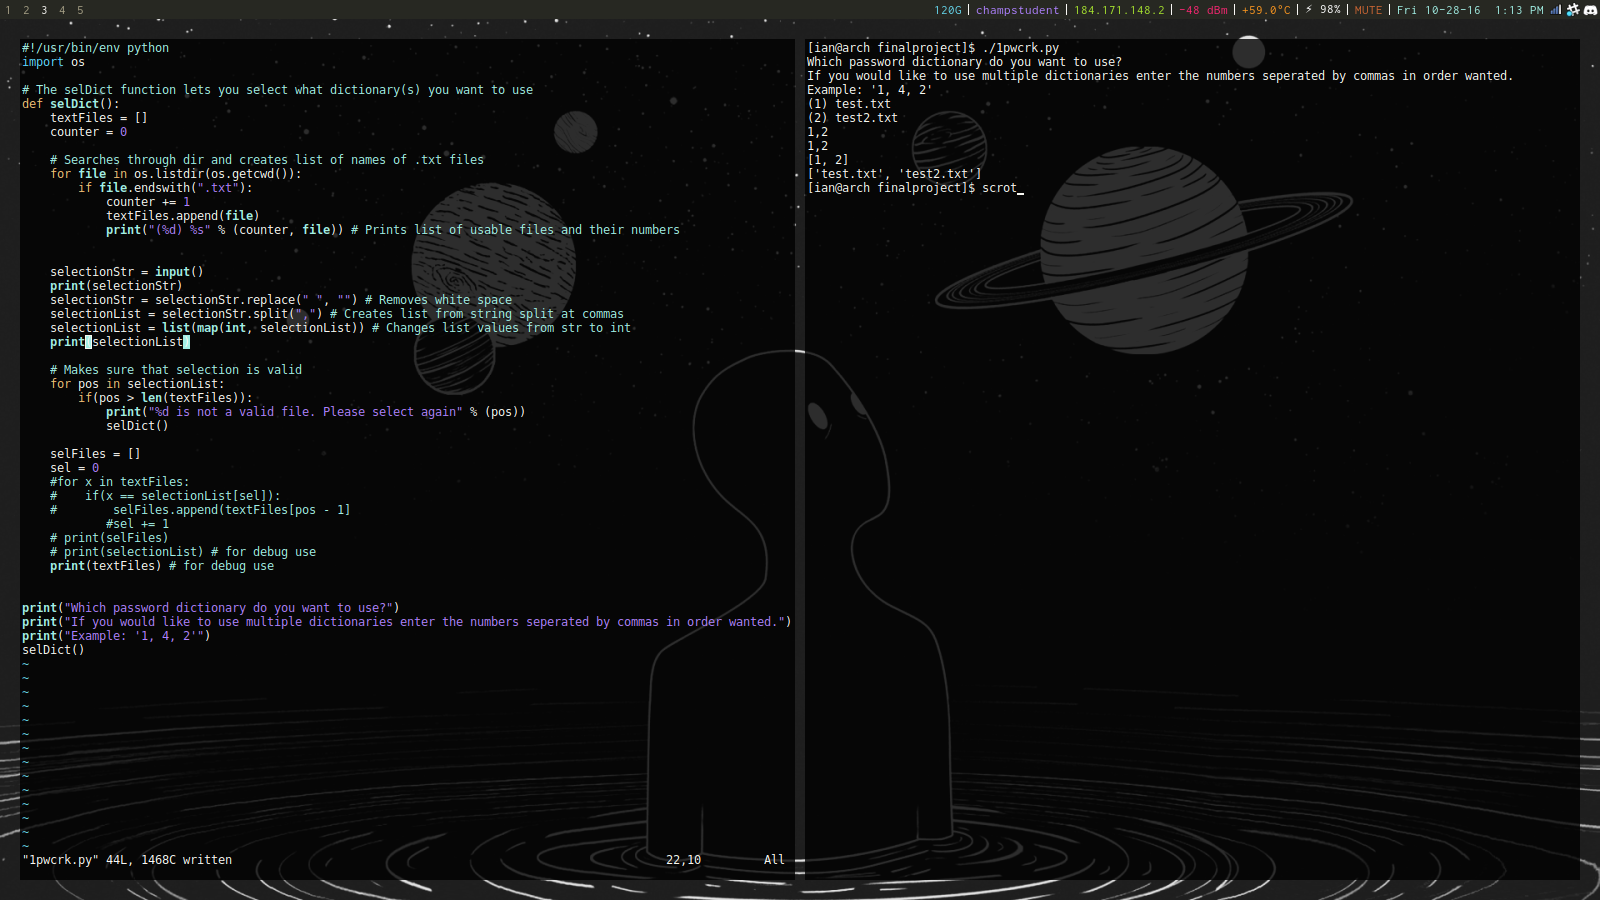 1 2 3 4 5
120G | champstudent | 184.171.148.2 | -48 dBm | +59.0°C | ⚡ 98% | MUTE | Fri 10-28-16 1:13 PM
#!/usr/bin/env python
import os

# The selDict function lets you select what dictionary(s) you want to use
def selDict():
    textFiles = []
    counter = 0

    # Searches through dir and creates list of names of .txt files
    for file in os.listdir(os.getcwd()):
        if file.endswith(".txt"):
            counter += 1
            textFiles.append(file)
            print("(%d) %s" % (counter, file)) # Prints list of usable files and their numbers


    selectionStr = input()
    print(selectionStr)
    selectionStr = selectionStr.replace(" ", "") # Removes white space
    selectionList = selectionStr.split(",") # Creates list from string split at commas
    selectionList = list(map(int, selectionList)) # Changes list values from str to int
    print(selectionList)

    # Makes sure that selection is valid
    for pos in selectionList:
        if(pos > len(textFiles)):
            print("%d is not a valid file. Please select again" % (pos))
            selDict()

    selFiles = []
    sel = 0
    #for x in textFiles:
    #    if(x == selectionList[sel]):
    #        selFiles.append(textFiles[pos - 1]
            #sel += 1
    # print(selFiles)
    # print(selectionList) # for debug use
    print(textFiles) # for debug use


print("Which password dictionary do you want to use?")
print("If you would like to use multiple dictionaries enter the numbers seperated by commas in order wanted.")
print("Example: '1, 4, 2'")
selDict()
~
~
~
~
~
~
~
~
~
~
~
~
~
~
"1pwcrk.py" 44L, 1468C written 22,10 All
[ian@arch finalproject]$ ./1pwcrk.py
Which password dictionary do you want to use?
If you would like to use multiple dictionaries enter the numbers seperated by commas in order wanted.
Example: '1, 4, 2'
(1) test.txt
(2) test2.txt
1,2
1,2
[1, 2]
['test.txt', 'test2.txt']
[ian@arch finalproject]$ scrot